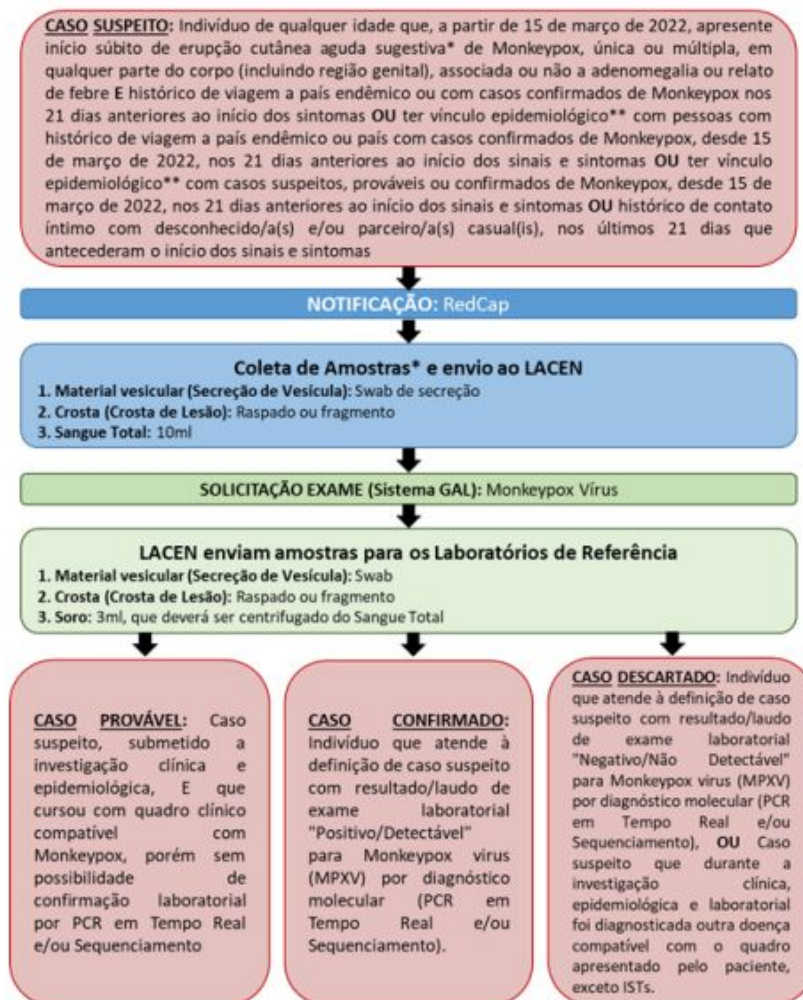 CASO SUSPEITO: Indivíduo de qualquer idade que, a partir de 15 de março de 2022, apresente
início súbito de erupção cutânea aguda sugestiva* de Monkeypox, única ou múltipla, em
qualquer parte do corpo (incluindo região genital), associada ou não a adenomegalia ou relato
de febre E histórico de viagem a país endêmico ou com casos confirmados de Monkeypox nos
21 dias anteriores ao início dos sintomas OU ter vínculo epidemiológico** com pessoas com
histórico de viagem a país endêmico ou país com casos confirmados de Monkeypox, desde 15
de março de 2022, nos 21 dias anteriores ao início dos sinais e sintomas OU ter vínculo
epidemiológico** com casos suspeitos, prováveis ou confirmados de Monkeypox, desde 15 de
março de 2022, nos 21 dias anteriores ao início dos sinais e sintomas OU histórico de contato
íntimo com desconhecido/a(s) e/ou parceiro/a(s) casual(is), nos últimos 21 dias que
antecederam o início dos sinais e sintomas
NOTIFICAÇÃO: RedCap
Coleta de Amostras* e envio ao LACEN
1. Material vesicular (Secreção de Vesícula): Swab de secreção
2. Crosta (Crosta de Lesão): Raspado ou fragmento
3. Sangue Total: 10ml
SOLICITAÇÃO EXAME (Sistema GAL): Monkeypox Vírus
LACEN enviam amostras para os Laboratórios de Referência
1. Material vesicular (Secreção de Vesícula): Swab
2. Crosta (Crosta de Lesão): Raspado ou fragmento
3. Soro: 3ml, que deverá ser centrifugado do Sangue Total
CASO PROVÁVEL: Caso
suspeito, submetido a
investigação clínica e
epidemiológica, E que
cursou com quadro clínico
compatível com
Monkeypox, porém sem
possibilidade de
confirmação laboratorial
por PCR em Tempo Real
e/ou Sequenciamento
CASO CONFIRMADO:
Indivíduo que atende à
definição de caso suspeito
com resultado/laudo de
exame laboratorial
"Positivo/Detectável"
para Monkeypox virus
(MPXV) por diagnóstico
molecular (PCR em
Tempo Real e/ou
Sequenciamento).
CASO DESCARTADO: Indivíduo
que atende à definição de caso
suspeito com resultado/laudo
de exame laboratorial
"Negativo/Não Detectável"
para Monkeypox virus (MPXV)
por diagnóstico molecular (PCR
em Tempo Real e/ou
Sequenciamento), OU Caso
suspeito que durante a
investigação clínica,
epidemiológica e laboratorial
foi diagnosticada outra doença
compatível com o quadro
apresentado pelo paciente,
exceto ISTs.